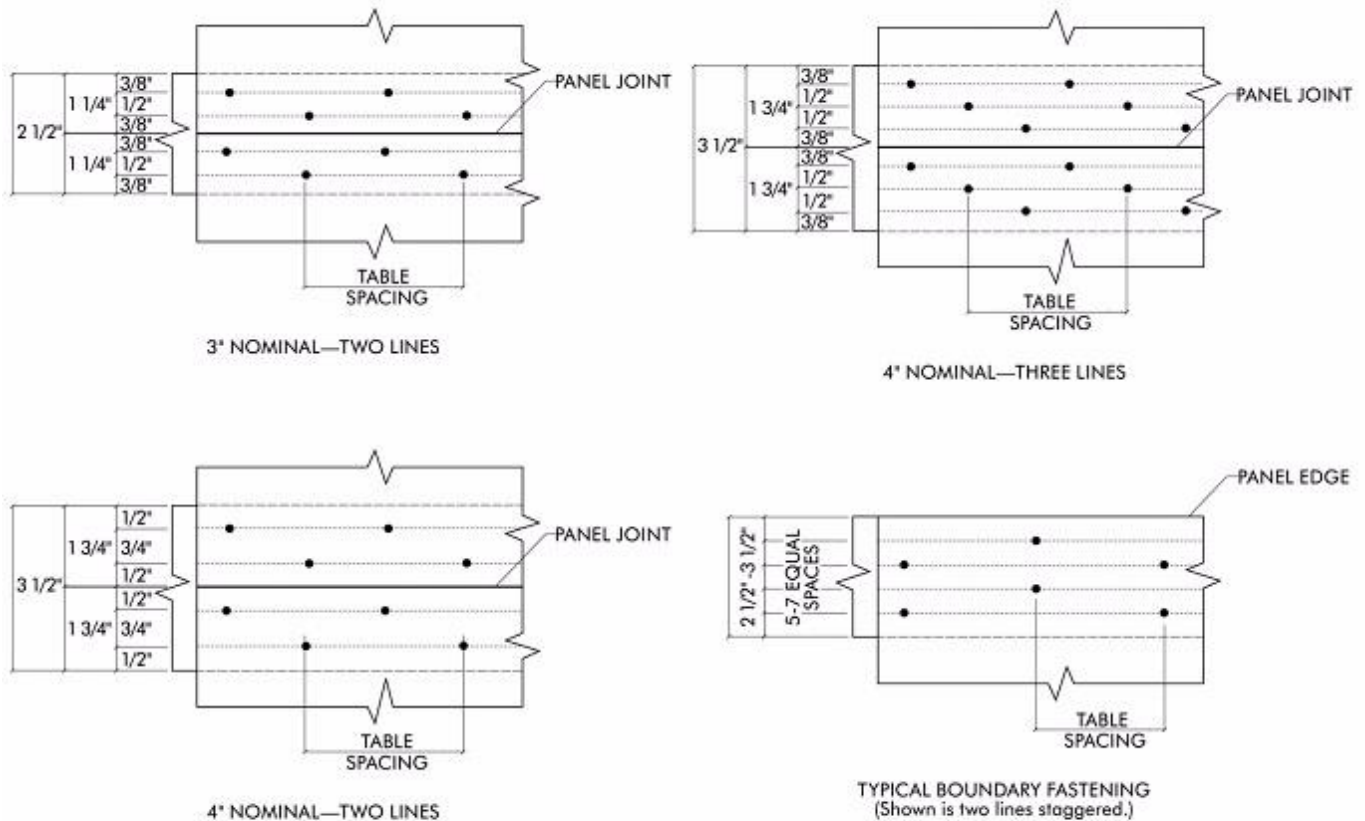 3/8"
1/2"
3/8"
3/8"
1/2"
3/8"
1 1/4"
1 1/4"
2 1/2"
PANEL JOINT
TABLE
SPACING
3" NOMINAL—TWO LINES
3/8"
1/2"
1/2"
3/8"
3/8"
1/2"
1/2"
3/8"
1 3/4"
1 3/4"
3 1/2"
PANEL JOINT
TABLE
SPACING
4" NOMINAL—THREE LINES
1/2"
3/4"
1/2"
1/2"
3/4"
1/2"
1 3/4"
1 3/4"
3 1/2"
PANEL JOINT
TABLE
SPACING
4" NOMINAL—TWO LINES
PANEL EDGE
2 1/2" -3 1/2"
5-7 EQUAL
SPACES
TABLE
SPACING
TYPICAL BOUNDARY FASTENING
(Shown is two lines staggered.)